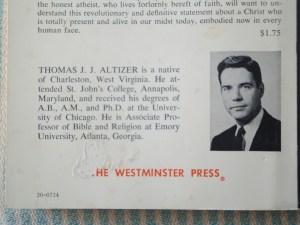 the honest atheist, who lives forlornly bereft of faith, will want to un-
derstand this revolutionary and definitive statement about a Christ who
is totally present and alive in our midst today, embodied now in every
human face.
$1.75
THOMAS J. J. ALTIZER is a native
of Charleston, West Virginia. He at-
tended St. John's College, Annapolis,
Maryland, and received his degrees of
A.B., A.M., and Ph.D. at the Univer-
sity of Chicago. He is Associate Pro-
fessor of Bible and Religion at Emory
University, Atlanta, Georgia.
HE WESTMINSTER PRESS®
20-0724